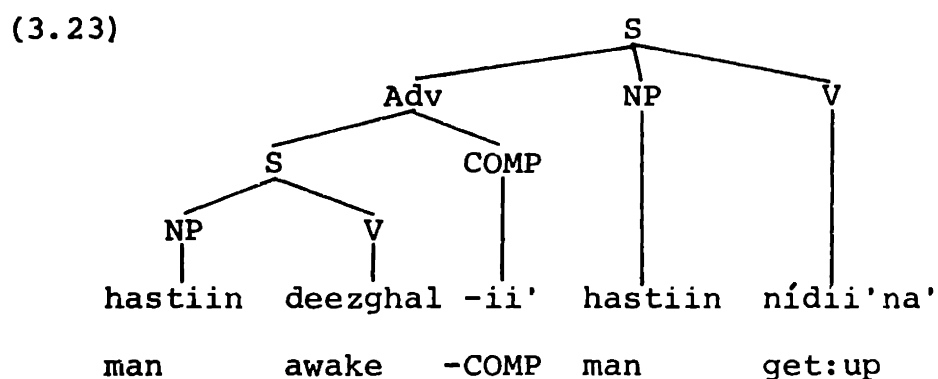 (3.23) S
Adv NP V
S COMP
NP V
hastiin deezghal -ii' hastiin nídii'na'
man awake -COMP man get:up